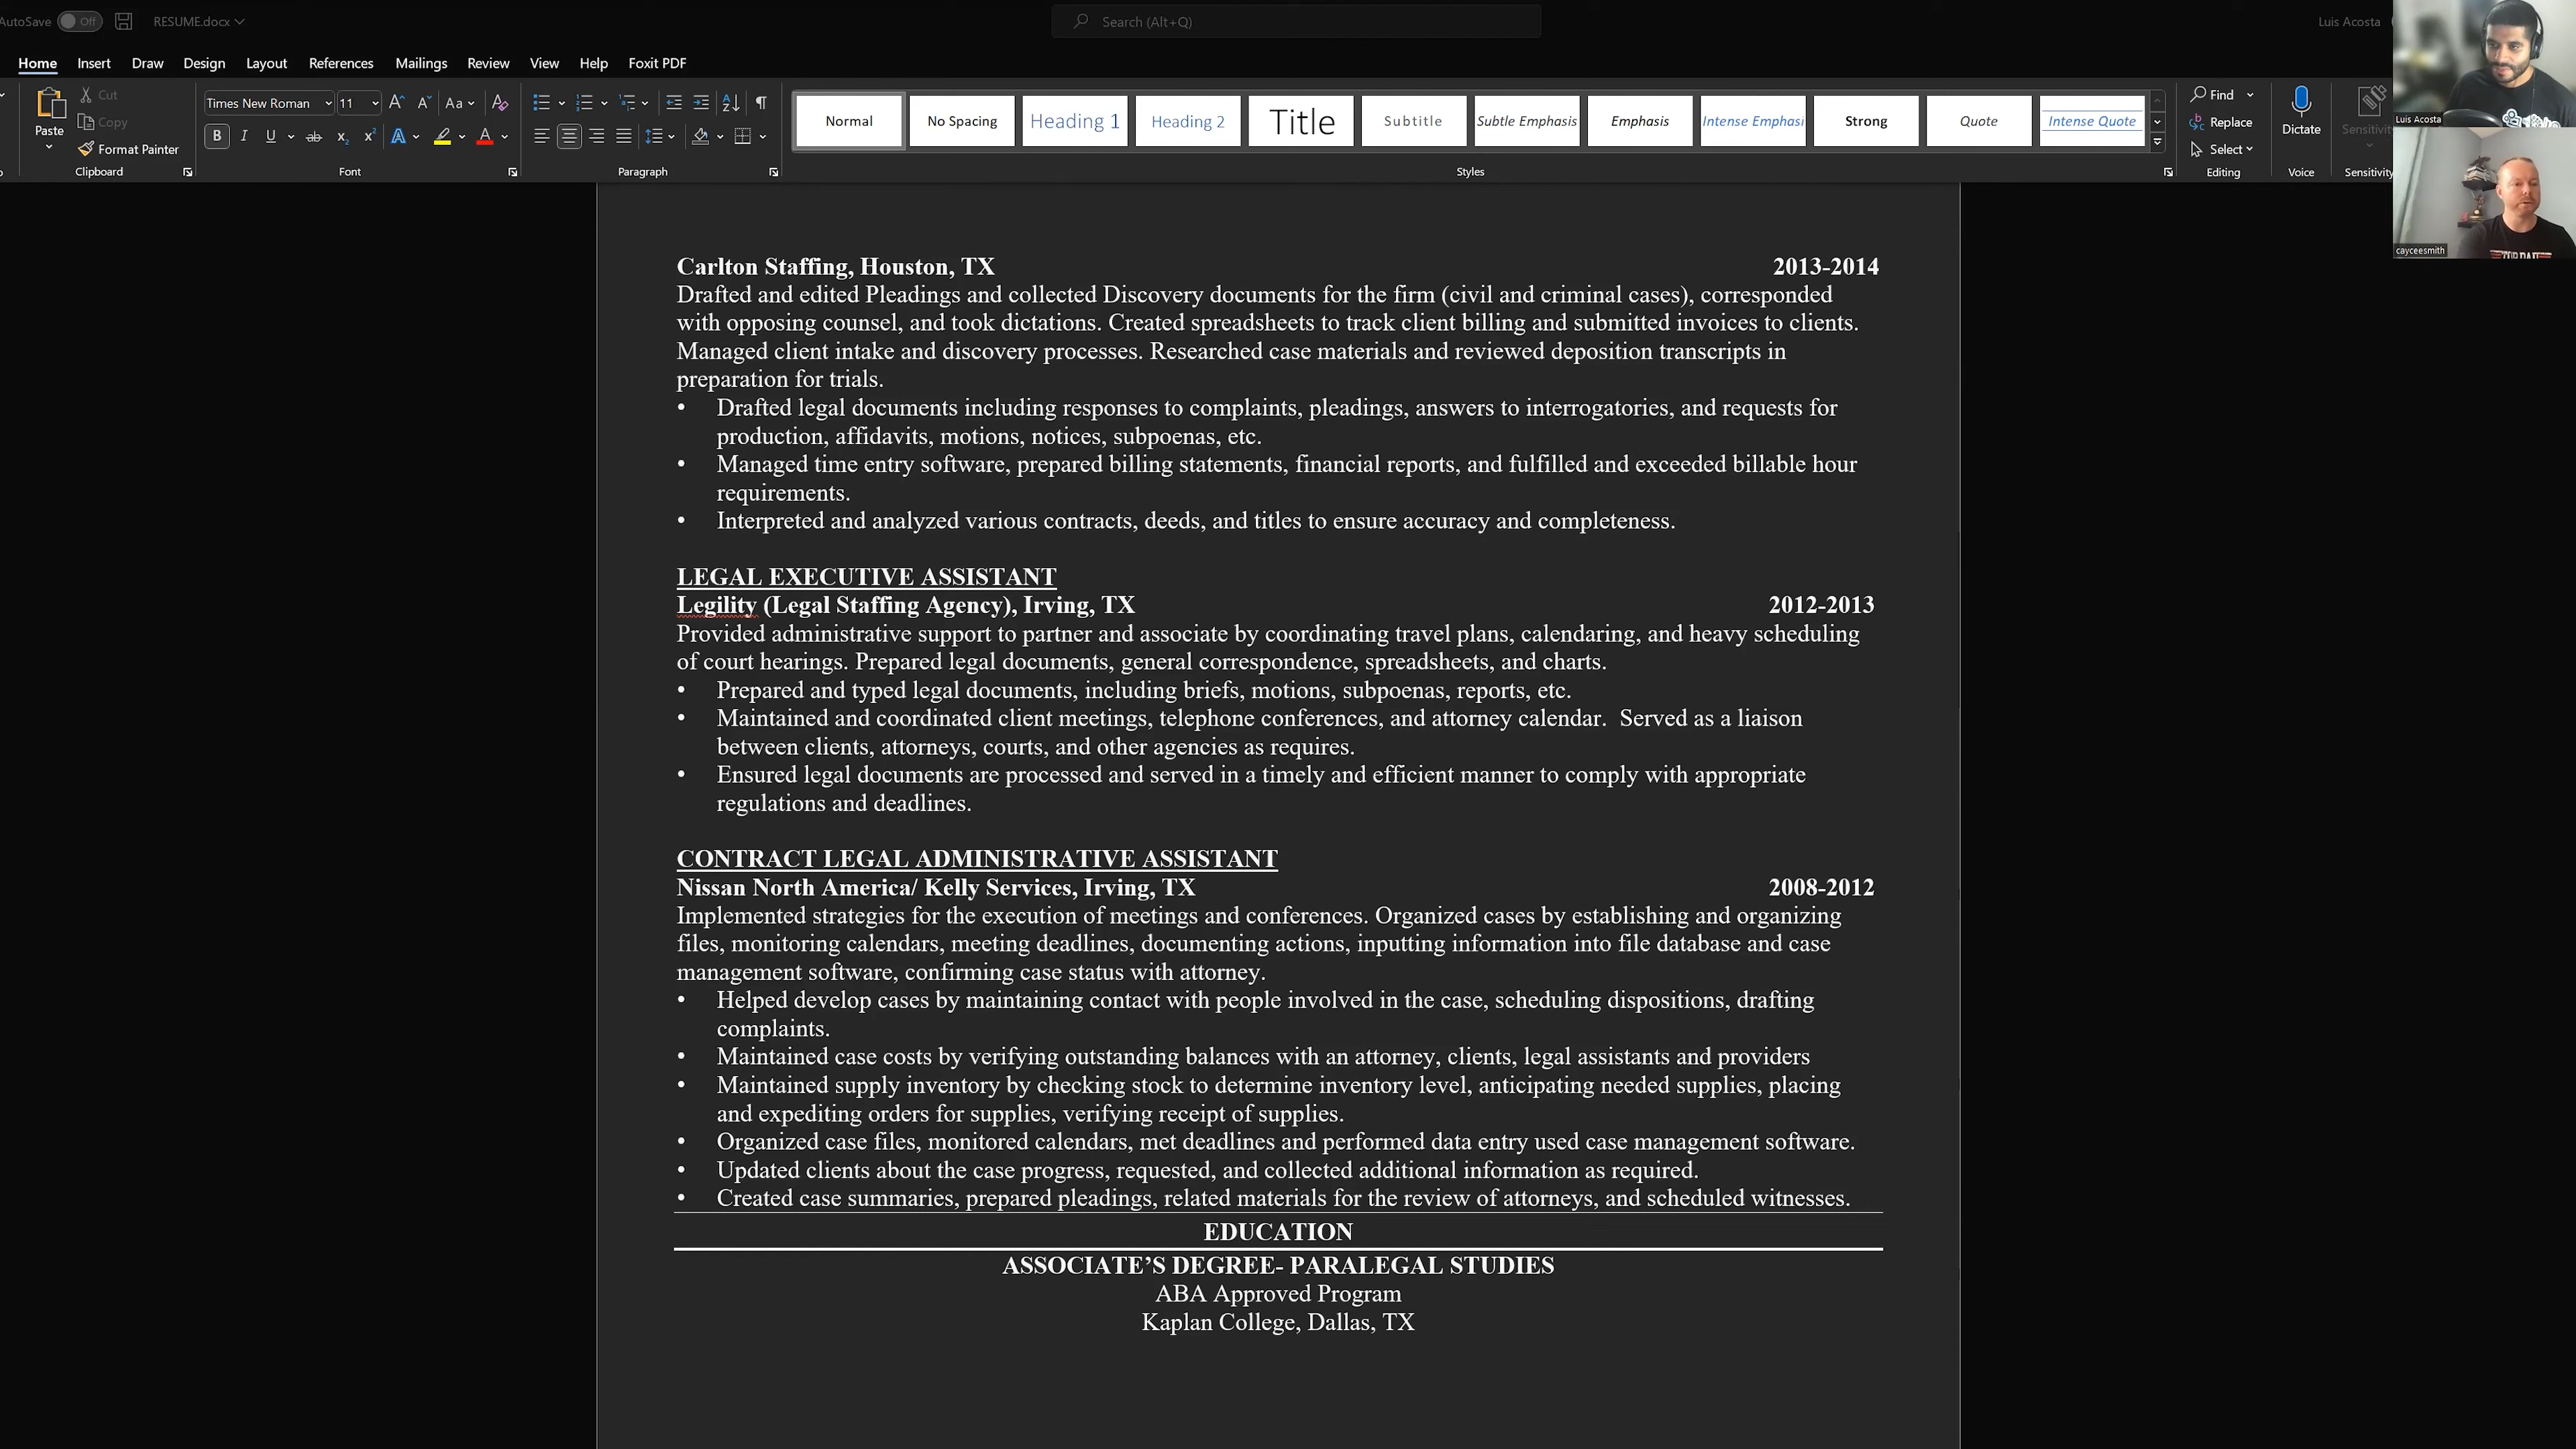 AutoSave Off RESUME.docx Search (Alt+Q) Luis Acosta
Home Insert Draw Design Layout References Mailings Review View Help Foxit PDF
Paste Cut Copy Format Painter
Times New Roman 11 Aa
B I U ab x₂ x² A A
Normal No Spacing Heading 1 Heading 2 Title Subtitle Subtle Emphasis Emphasis Intense Emphasi Strong Quote Intense Quote
Find Replace Select Dictate Sensitivity
Clipboard Font Paragraph Styles Editing Voice Sensitivity
Luis Acosta
cayceesmith
Carlton Staffing, Houston, TX 2013-2014
Drafted and edited Pleadings and collected Discovery documents for the firm (civil and criminal cases), corresponded
with opposing counsel, and took dictations. Created spreadsheets to track client billing and submitted invoices to clients.
Managed client intake and discovery processes. Researched case materials and reviewed deposition transcripts in
preparation for trials.
• Drafted legal documents including responses to complaints, pleadings, answers to interrogatories, and requests for
production, affidavits, motions, notices, subpoenas, etc.
• Managed time entry software, prepared billing statements, financial reports, and fulfilled and exceeded billable hour
requirements.
• Interpreted and analyzed various contracts, deeds, and titles to ensure accuracy and completeness.
LEGAL EXECUTIVE ASSISTANT
Legility (Legal Staffing Agency), Irving, TX 2012-2013
Provided administrative support to partner and associate by coordinating travel plans, calendaring, and heavy scheduling
of court hearings. Prepared legal documents, general correspondence, spreadsheets, and charts.
• Prepared and typed legal documents, including briefs, motions, subpoenas, reports, etc.
• Maintained and coordinated client meetings, telephone conferences, and attorney calendar.  Served as a liaison
between clients, attorneys, courts, and other agencies as requires.
• Ensured legal documents are processed and served in a timely and efficient manner to comply with appropriate
regulations and deadlines.
CONTRACT LEGAL ADMINISTRATIVE ASSISTANT
Nissan North America/ Kelly Services, Irving, TX 2008-2012
Implemented strategies for the execution of meetings and conferences. Organized cases by establishing and organizing
files, monitoring calendars, meeting deadlines, documenting actions, inputting information into file database and case
management software, confirming case status with attorney.
• Helped develop cases by maintaining contact with people involved in the case, scheduling dispositions, drafting
complaints.
• Maintained case costs by verifying outstanding balances with an attorney, clients, legal assistants and providers
• Maintained supply inventory by checking stock to determine inventory level, anticipating needed supplies, placing
and expediting orders for supplies, verifying receipt of supplies.
• Organized case files, monitored calendars, met deadlines and performed data entry used case management software.
• Updated clients about the case progress, requested, and collected additional information as required.
• Created case summaries, prepared pleadings, related materials for the review of attorneys, and scheduled witnesses.
EDUCATION
ASSOCIATE’S DEGREE- PARALEGAL STUDIES
ABA Approved Program
Kaplan College, Dallas, TX